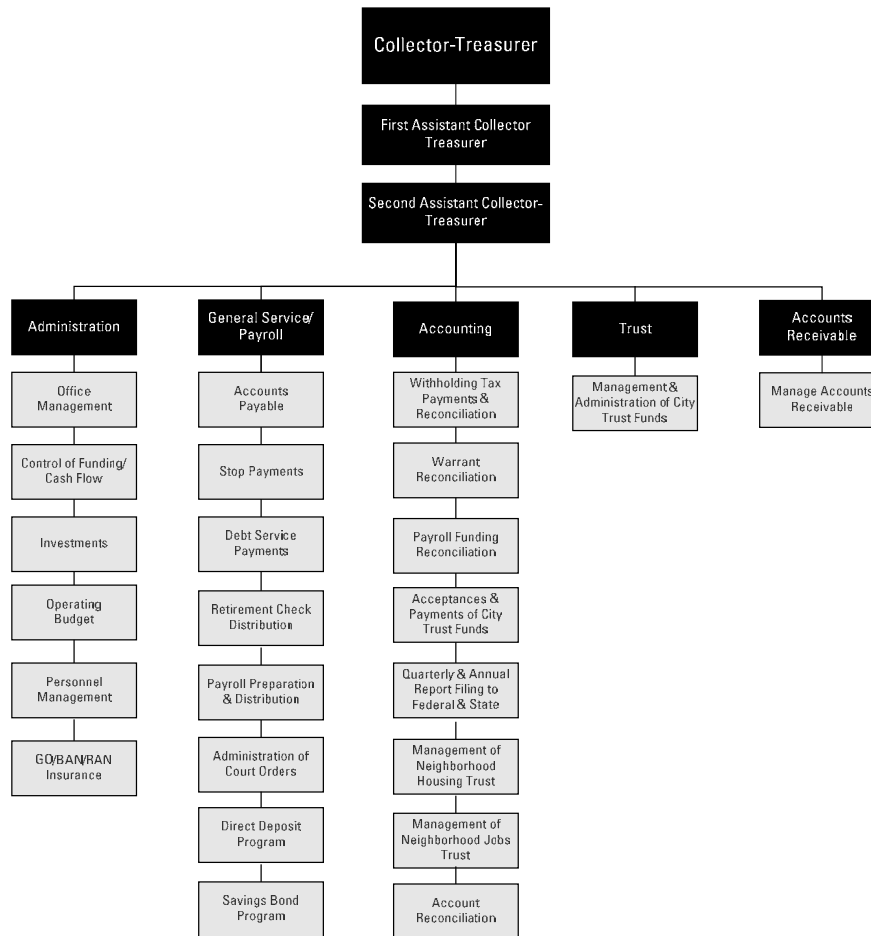 Collector-Treasurer
First Assistant Collector
Treasurer
Second Assistant Collector-
Treasurer
Administration
General Service/
Payroll
Accounting
Trust
Accounts
Receivable
Office
Management
Control of Funding/
Cash Flow
Investments
Operating
Budget
Personnel
Management
GO/BAN/RAN
Insurance
Accounts
Payable
Stop Payments
Debt Service
Payments
Retirement Check
Distribution
Payroll Preparation
& Distribution
Administration of
Court Orders
Direct Deposit
Program
Savings Bond
Program
Withholding Tax
Payments &
Reconciliation
Warrant
Reconciliation
Payroll Funding
Reconciliation
Acceptances &
Payments of City
Trust Funds
Quarterly & Annual
Report Filing to
Federal & State
Management of
Neighborhood
Housing Trust
Management of
Neighborhood Jobs
Trust
Account
Reconciliation
Management &
Administration of City
Trust Funds
Manage Accounts
Receivable